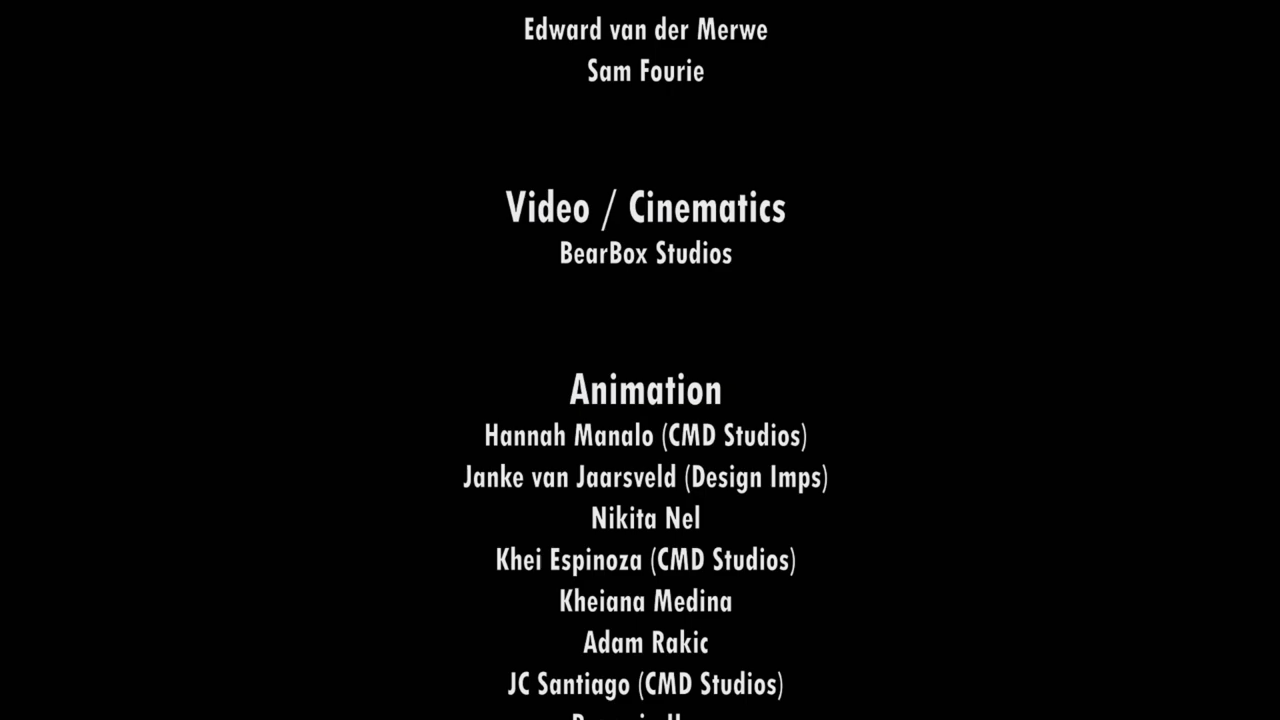 Edward van der Merwe
Sam Fourie
Video / Cinematics
BearBox Studios
Animation
Hannah Manalo (CMD Studios)
Janke van Jaarsveld (Design Imps)
Nikita Nel
Khei Espinoza (CMD Studios)
Kheiana Medina
Adam Rakic
JC Santiago (CMD Studios)